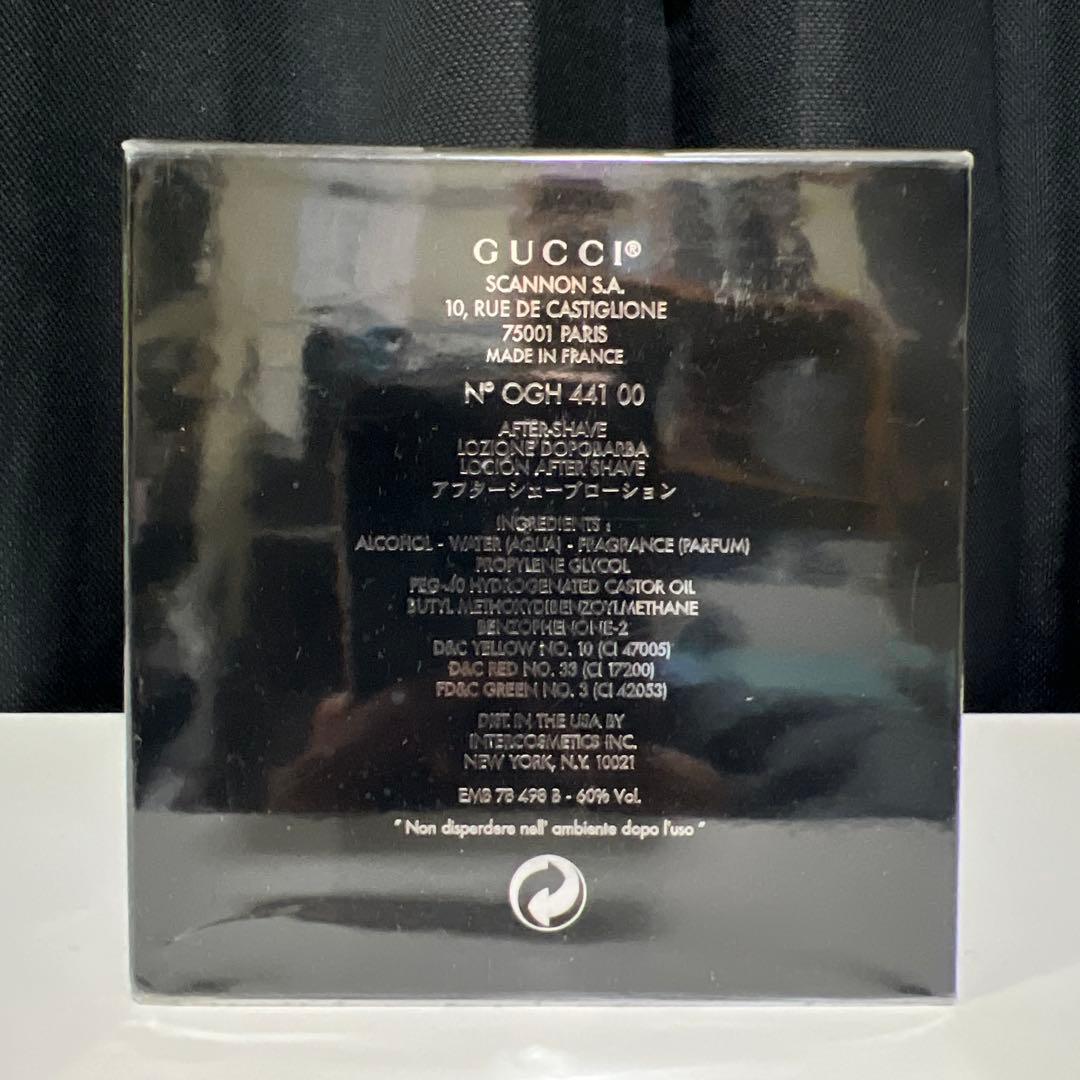 GUCCI®
SCANNON S.A.
10, RUE DE CASTIGLIONE
75001 PARIS
MADE IN FRANCE
Nº OGH 441 00
AFTER-SHAVE
LOZIONE DOPOBARBA
LOCIÓN AFTER SHAVE
アフターシェーブローション
INGREDIENTS :
ALCOHOL - WATER (AQUA) - FRAGRANCE (PARFUM)
PROPYLENE GLYCOL
PEG-40 HYDROGENATED CASTOR OIL
BUTYL METHOXYDIBENZOYLMETHANE
BENZOPHENONE-2
D&C YELLOW NO. 10 (CI 47005)
D&C RED NO. 33 (CI 17200)
FD&C GREEN NO. 3 (CI 42053)
DIST. IN THE USA BY
INTERCOSMETICS INC.
NEW YORK, N.Y. 10021
EMB 78 498 B - 60% Vol.
" Non disperdere nell' ambiente dopo l'uso "